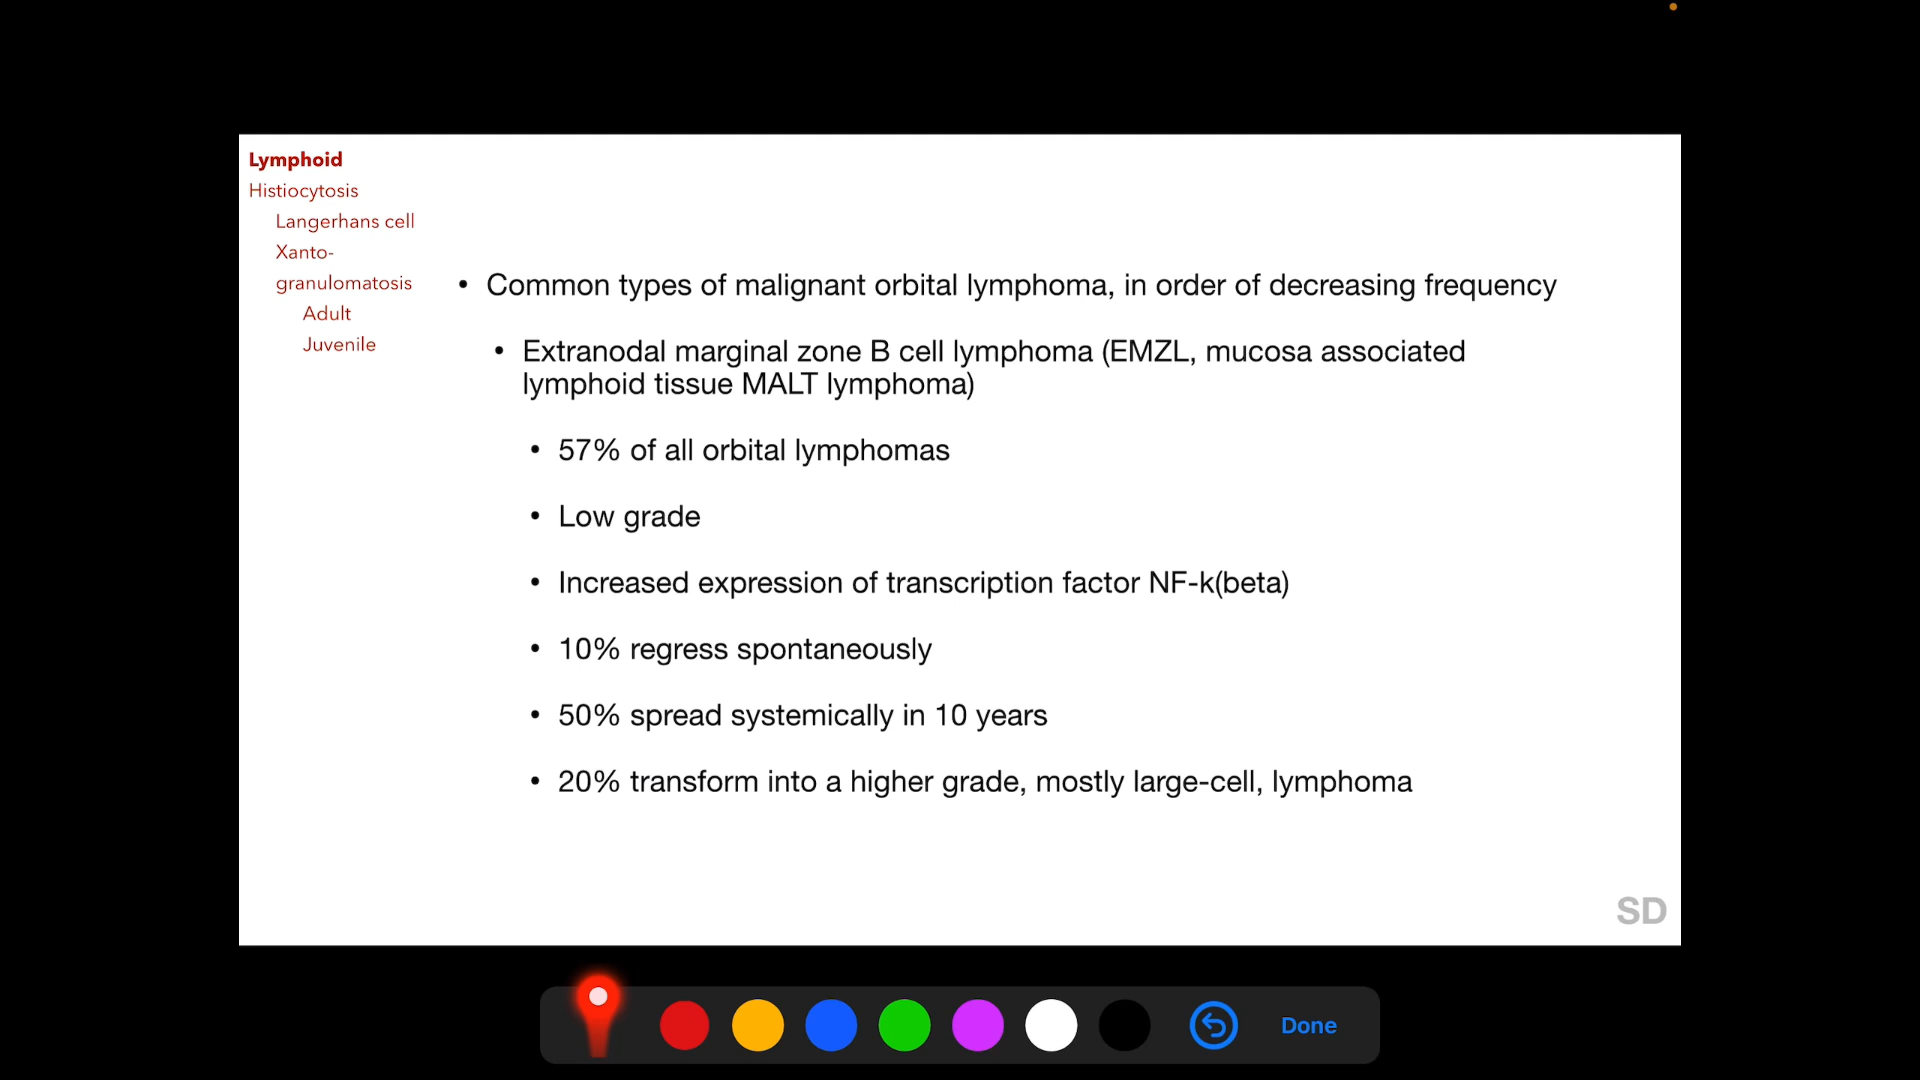 Lymphoid
Histiocytosis
Langerhans cell
Xanto-
granulomatosis
Adult
Juvenile
• Common types of malignant orbital lymphoma, in order of decreasing frequency
• Extranodal marginal zone B cell lymphoma (EMZL, mucosa associated
lymphoid tissue MALT lymphoma)
• 57% of all orbital lymphomas
• Low grade
• Increased expression of transcription factor NF-k(beta)
• 10% regress spontaneously
• 50% spread systemically in 10 years
• 20% transform into a higher grade, mostly large-cell, lymphoma
SD
Done